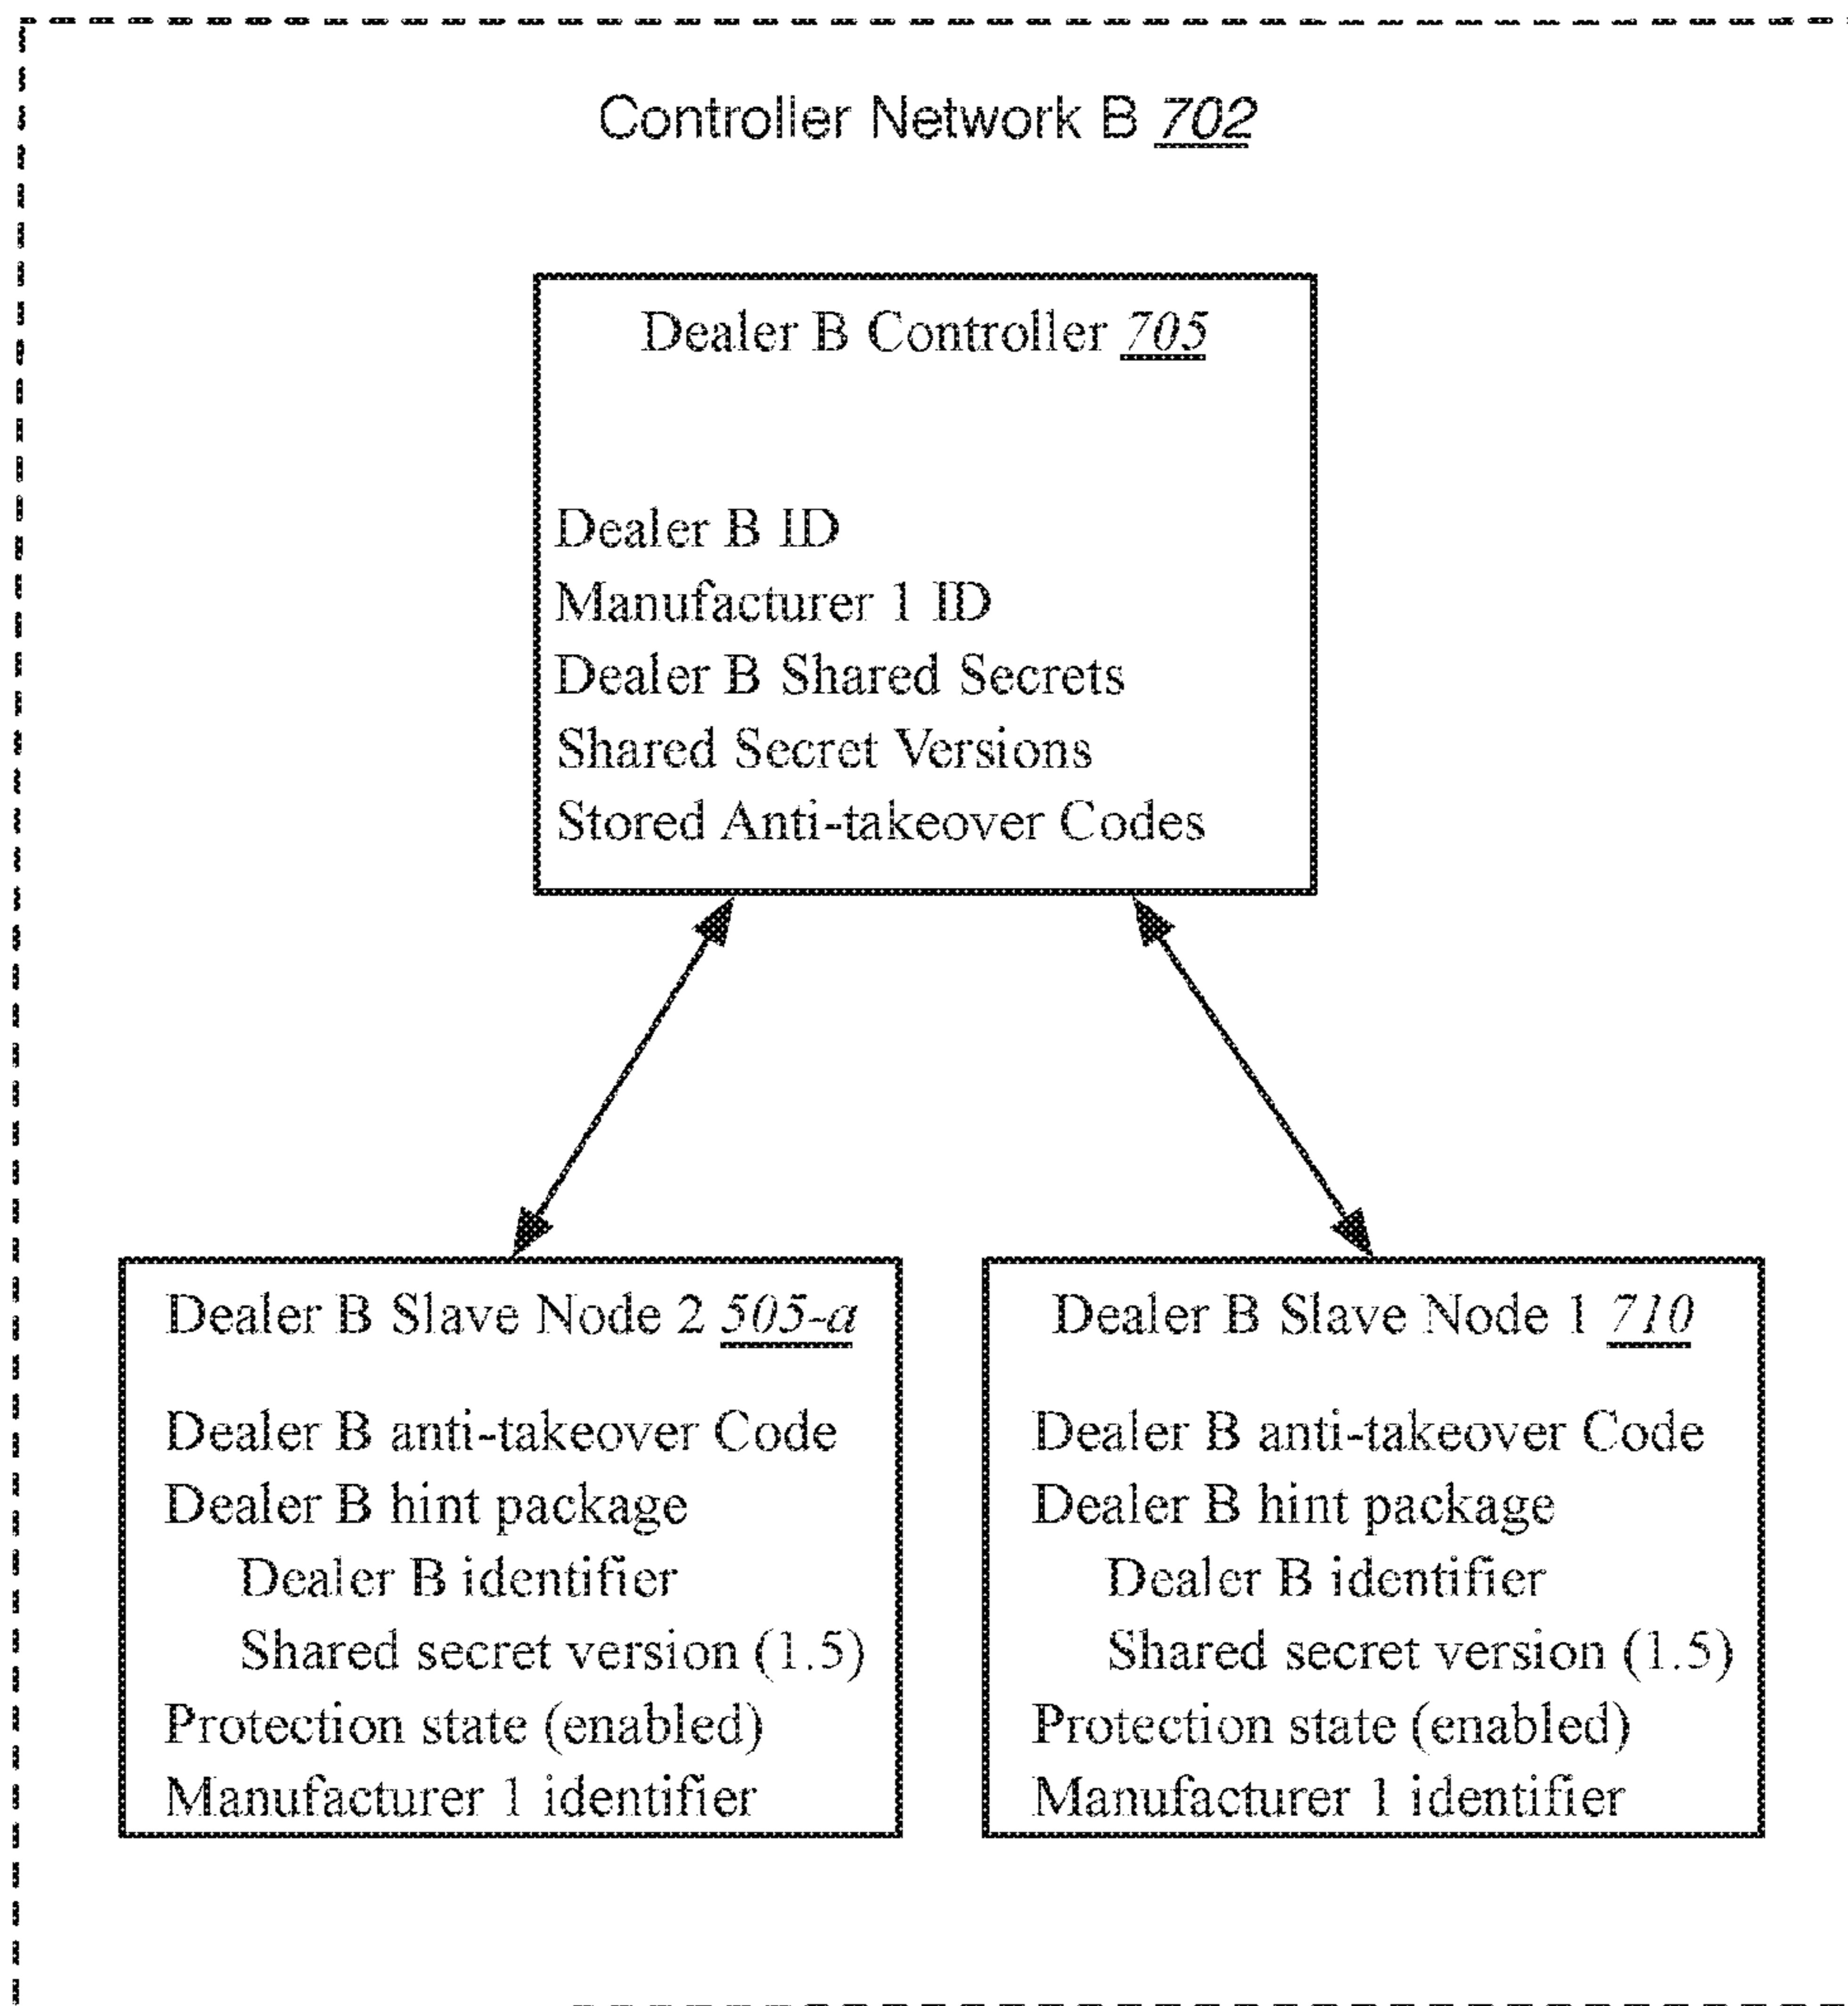 Controller Network B 702
Dealer B Controller 705
Dealer B ID
Manufacturer 1 ID
Dealer B Shared Secrets
Shared Secret Versions
Stored Anti-takeover Codes
Dealer B Slave Node 2 505-a
Dealer B anti-takeover Code
Dealer B hint package
Dealer B identifier
Shared secret version (1.5)
Protection state (enabled)
Manufacturer 1 identifier
Dealer B Slave Node 1 710
Dealer B anti-takeover Code
Dealer B hint package
Dealer B identifier
Shared secret version (1.5)
Protection state (enabled)
Manufacturer 1 identifier